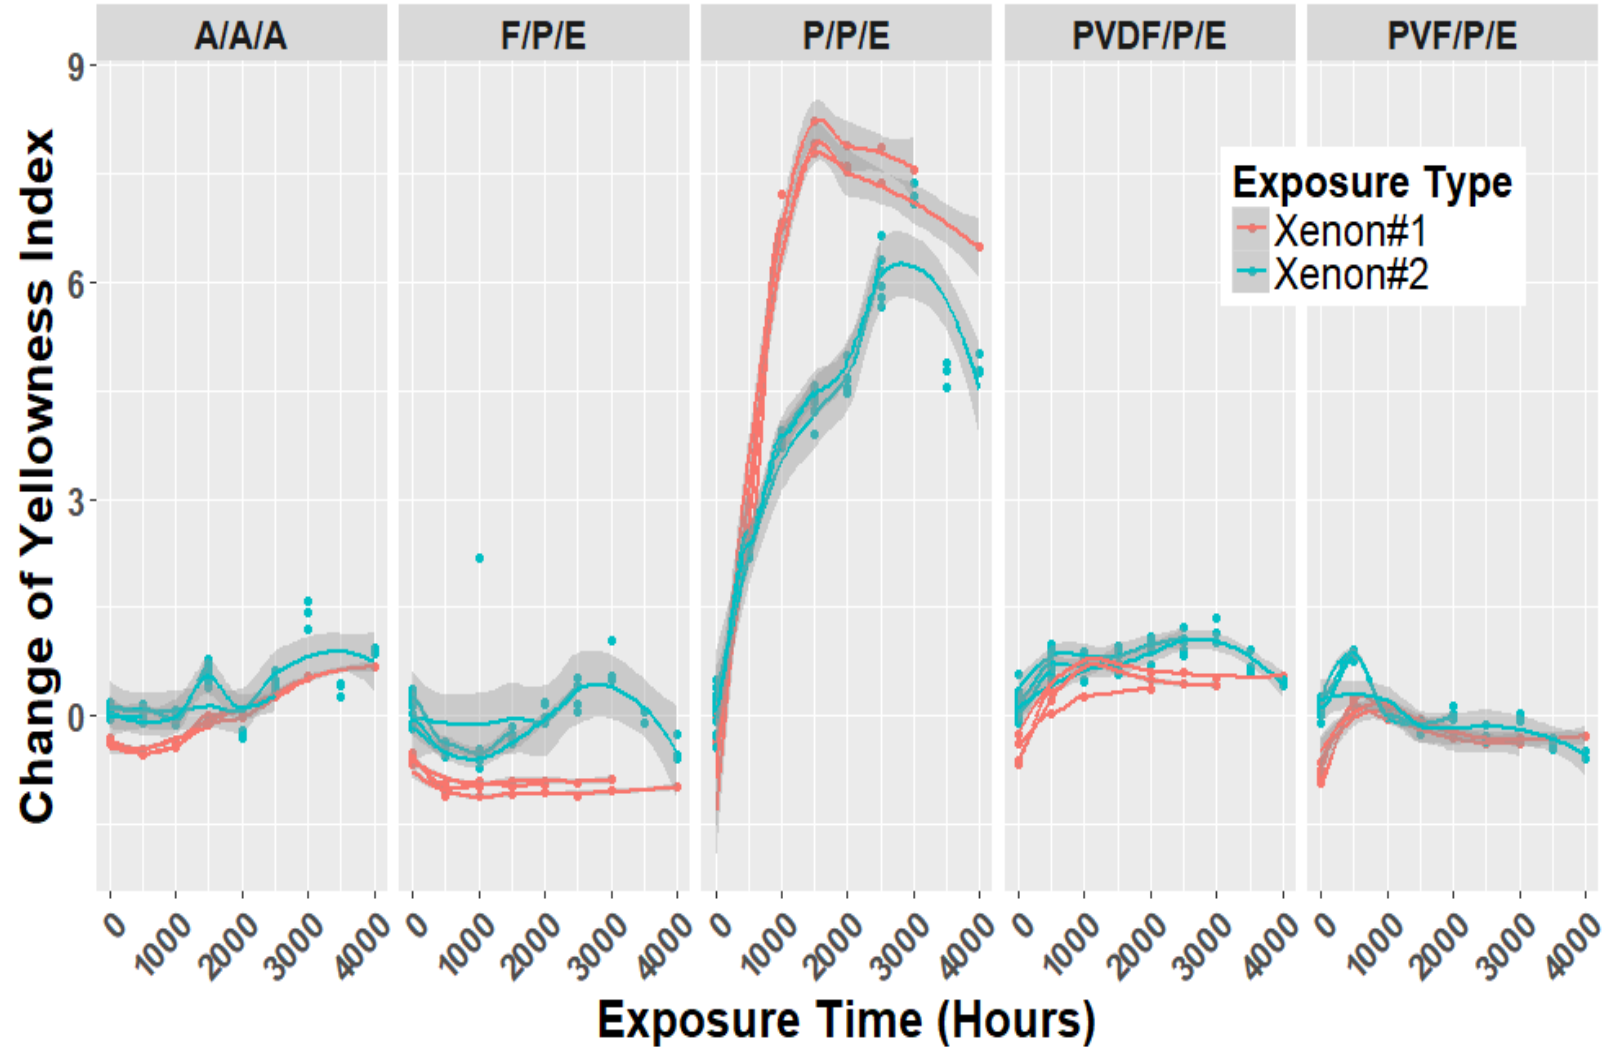 A/A/A F/P/E P/P/E PVDF/P/E PVF/P/E
9
6
3
0
Change of Yellowness Index
Exposure Type
Xenon#1
Xenon#2
0 1000 2000 3000 4000 0 1000 2000 3000 4000 0 1000 2000 3000 4000 0 1000 2000 3000 4000 0 1000 2000 3000 4000
Exposure Time (Hours)